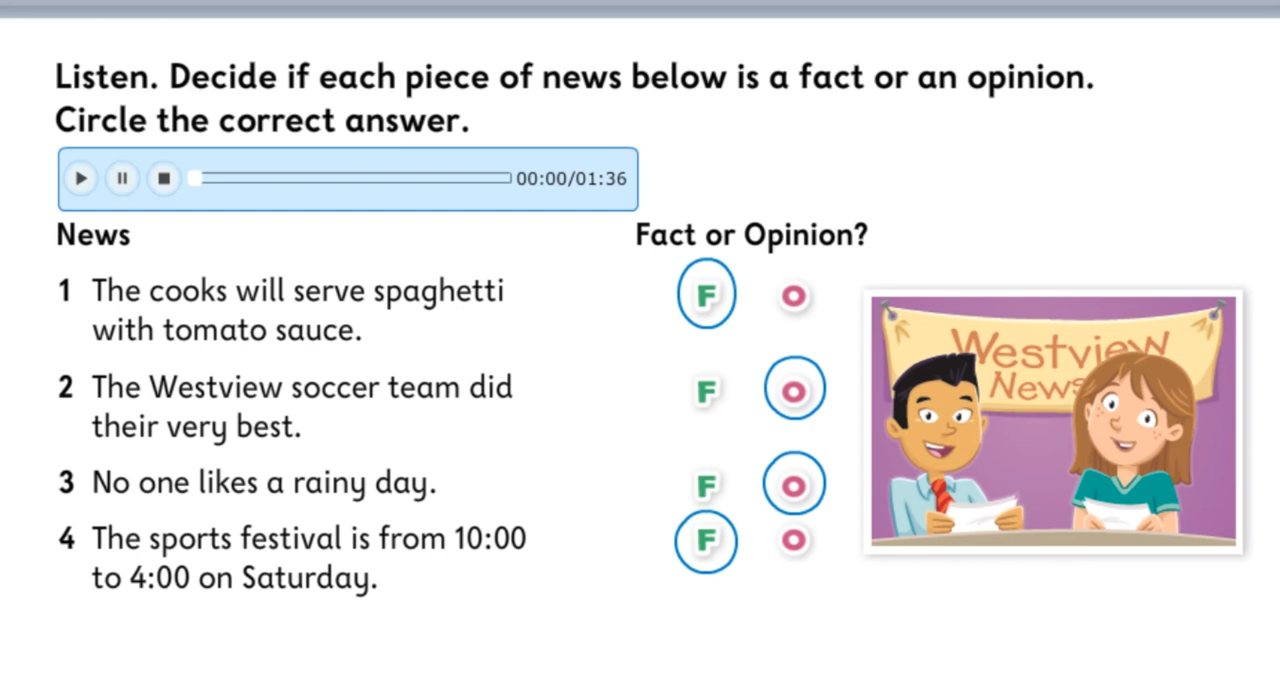 Listen. Decide if each piece of news below is a fact or an opinion.
Circle the correct answer.
00:00/01:36
News
Fact or Opinion?
1 The cooks will serve spaghetti
with tomato sauce.
F O
2 The Westview soccer team did
their very best.
F O
3 No one likes a rainy day.
F O
4 The sports festival is from 10:00
to 4:00 on Saturday.
F O
Westview
News